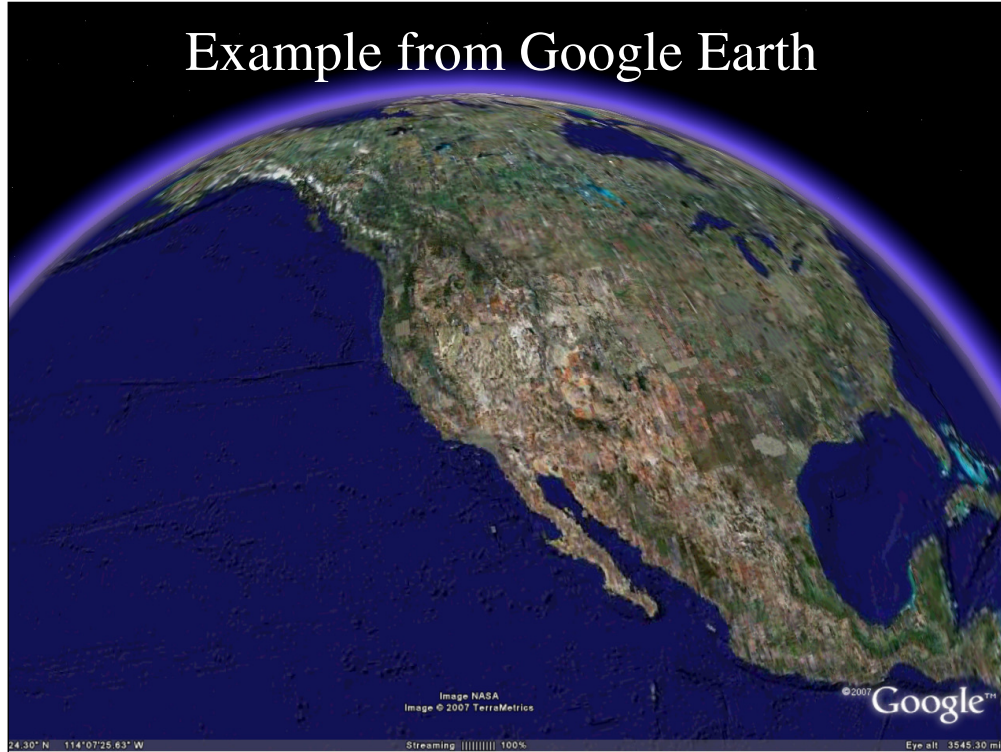 Example from Google Earth
Image NASA
Image © 2007 TerraMetrics
©2007 Google™
24.30" N 114°07'25.63" W
Streaming |||||||||| 100%
Eye alt 3545.30 mi